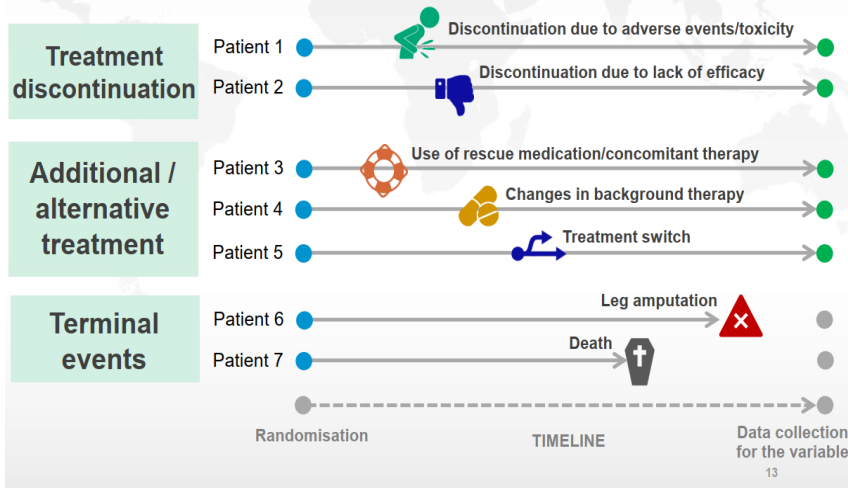 Treatment
discontinuation
Patient 1
Discontinuation due to adverse events/toxicity
Patient 2
Discontinuation due to lack of efficacy
Additional /
alternative
treatment
Patient 3
Use of rescue medication/concomitant therapy
Patient 4
Changes in background therapy
Patient 5
Treatment switch
Terminal
events
Patient 6
Leg amputation
Patient 7
Death
Randomisation
TIMELINE
Data collection
for the variable
13